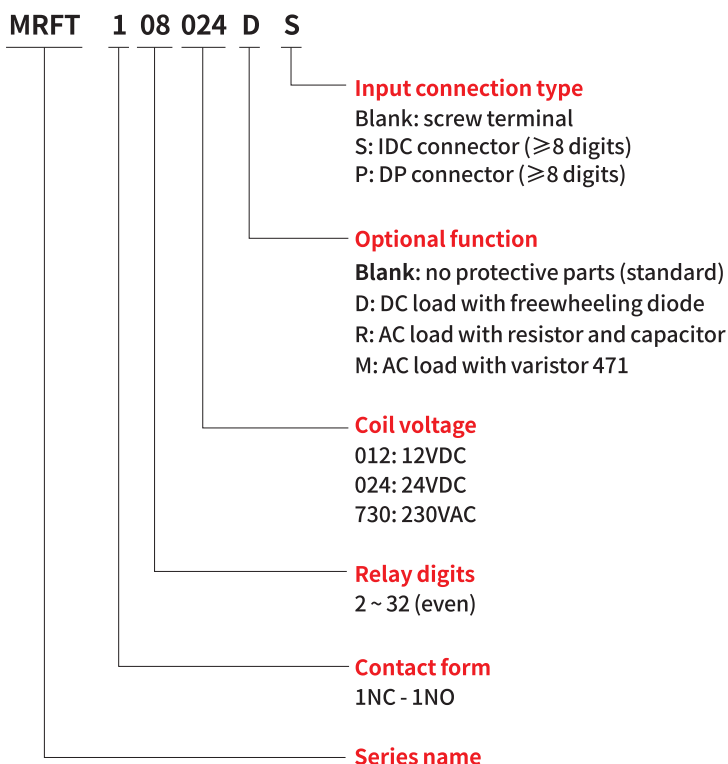 MRFT 1 08 024 D S
Input connection type
Blank: screw terminal
S: IDC connector (⩾8 digits)
P: DP connector (⩾8 digits)
Optional function
Blank: no protective parts (standard)
D: DC load with freewheeling diode
R: AC load with resistor and capacitor
M: AC load with varistor 471
Coil voltage
012: 12VDC
024: 24VDC
730: 230VAC
Relay digits
2 ~ 32 (even)
Contact form
1NC - 1NO
Series name